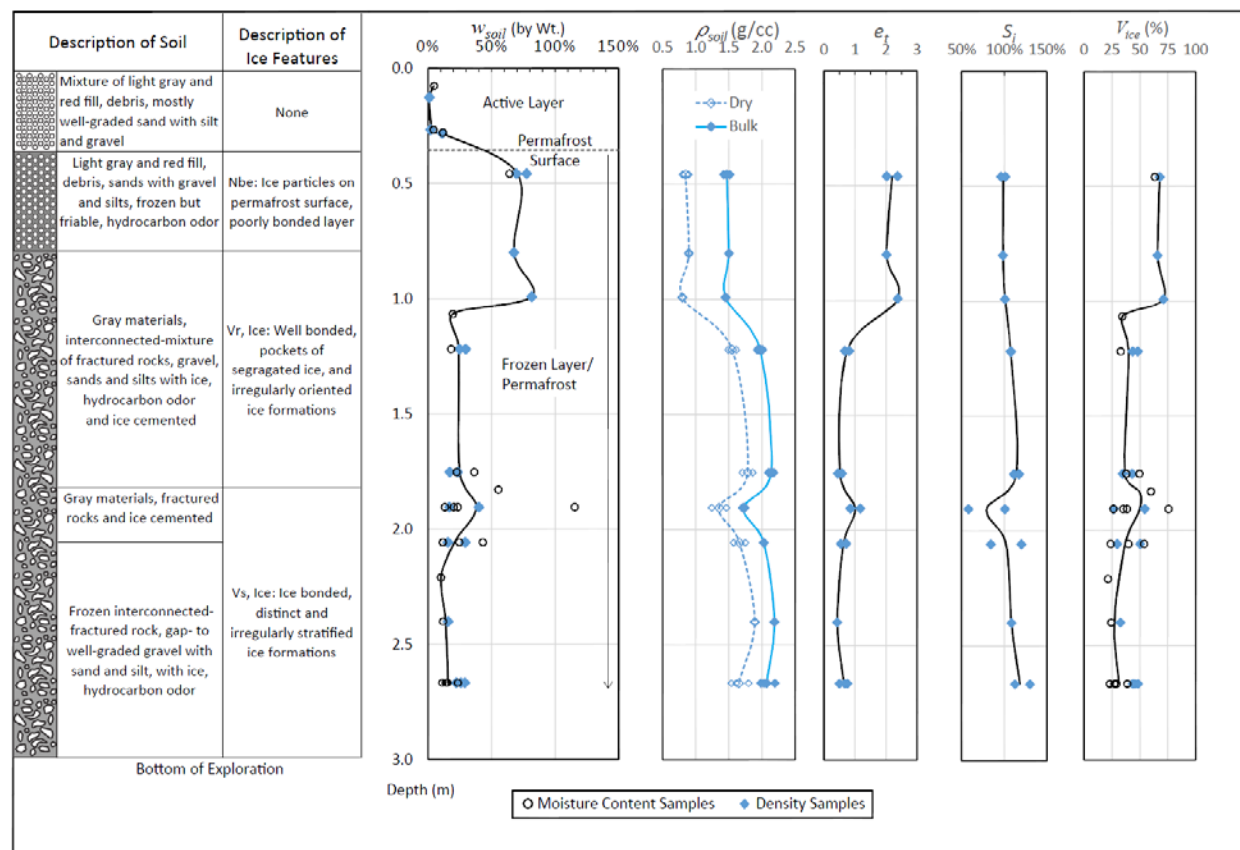 Description of Soil
Description of
Ice Features
w_soil (by Wt.)
0% 50% 100% 150%
ρ_soil (g/cc)
0.5 1.0 1.5 2.0 2.5
e_t
0 1 2 3
S_i
50% 100% 150%
V_ice (%)
0 25 50 75 100
0.0
0.5
1.0
1.5
2.0
2.5
3.0
Depth (m)
Mixture of light gray and
red fill, debris, mostly
well-graded sand with silt
and gravel
None
Light gray and red fill,
debris, sands with gravel
and silts, frozen but
friable, hydrocarbon odor
Nbe: Ice particles on
permafrost surface,
poorly bonded layer
Gray materials,
interconnected-mixture
of fractured rocks, gravel,
sands and silts with ice,
hydrocarbon odor
and ice cemented
Vr, Ice: Well bonded,
pockets of
segregated ice, and
irregularly oriented
ice formations
Gray materials, fractured
rocks and ice cemented
Frozen interconnected-
fractured rock, gap- to
well-graded gravel with
sand and silt, with ice,
hydrocarbon odor
Vs, Ice: Ice bonded,
distinct and
irregularly stratified
ice formations
Bottom of Exploration
Active Layer
Permafrost
Surface
Frozen Layer/
Permafrost
Dry
Bulk
Moisture Content Samples
Density Samples